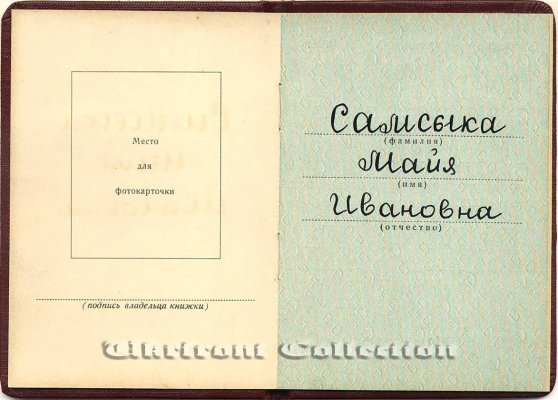 Место
для
фотокарточки
(подпись владельца книжки)
Самсыка
(фамилия)
Майя
(имя)
Ивановна
(отчество)
Ukrfront Collection